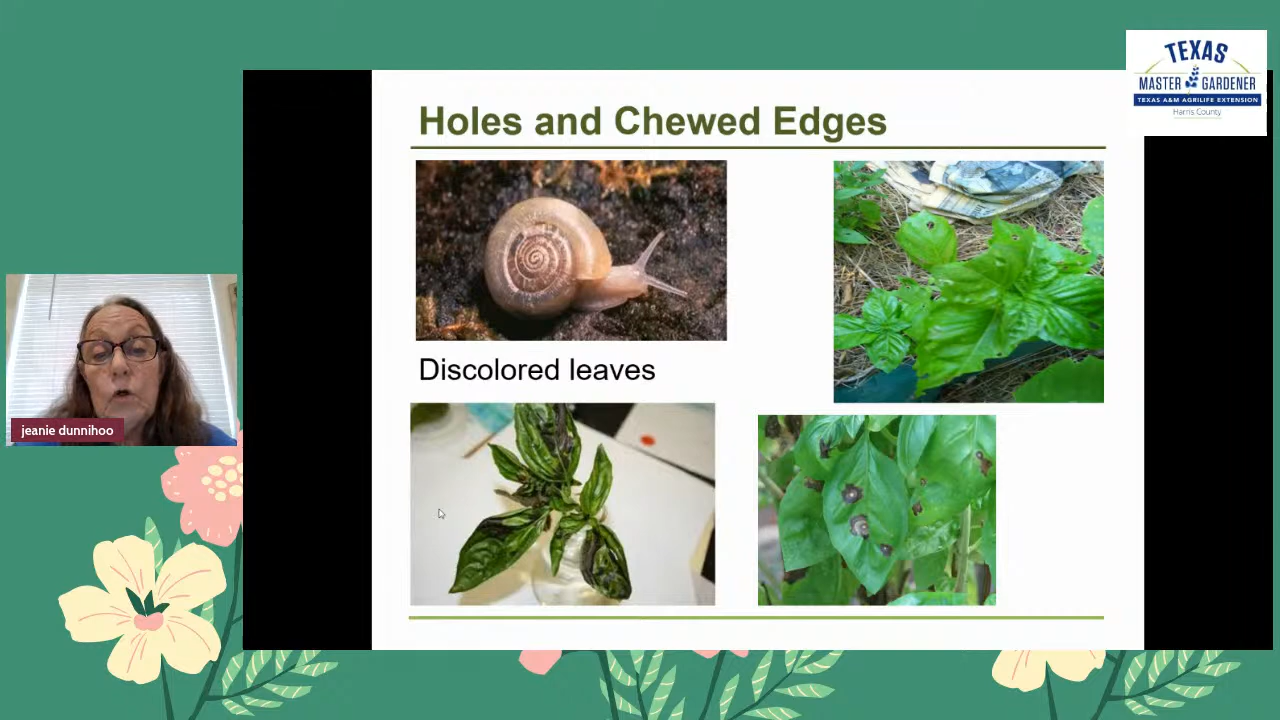 TEXAS
MASTER GARDENER
TEXAS A&M AGRILIFE EXTENSION
Harris County
Holes and Chewed Edges
Discolored leaves
jeanie dunnihoo